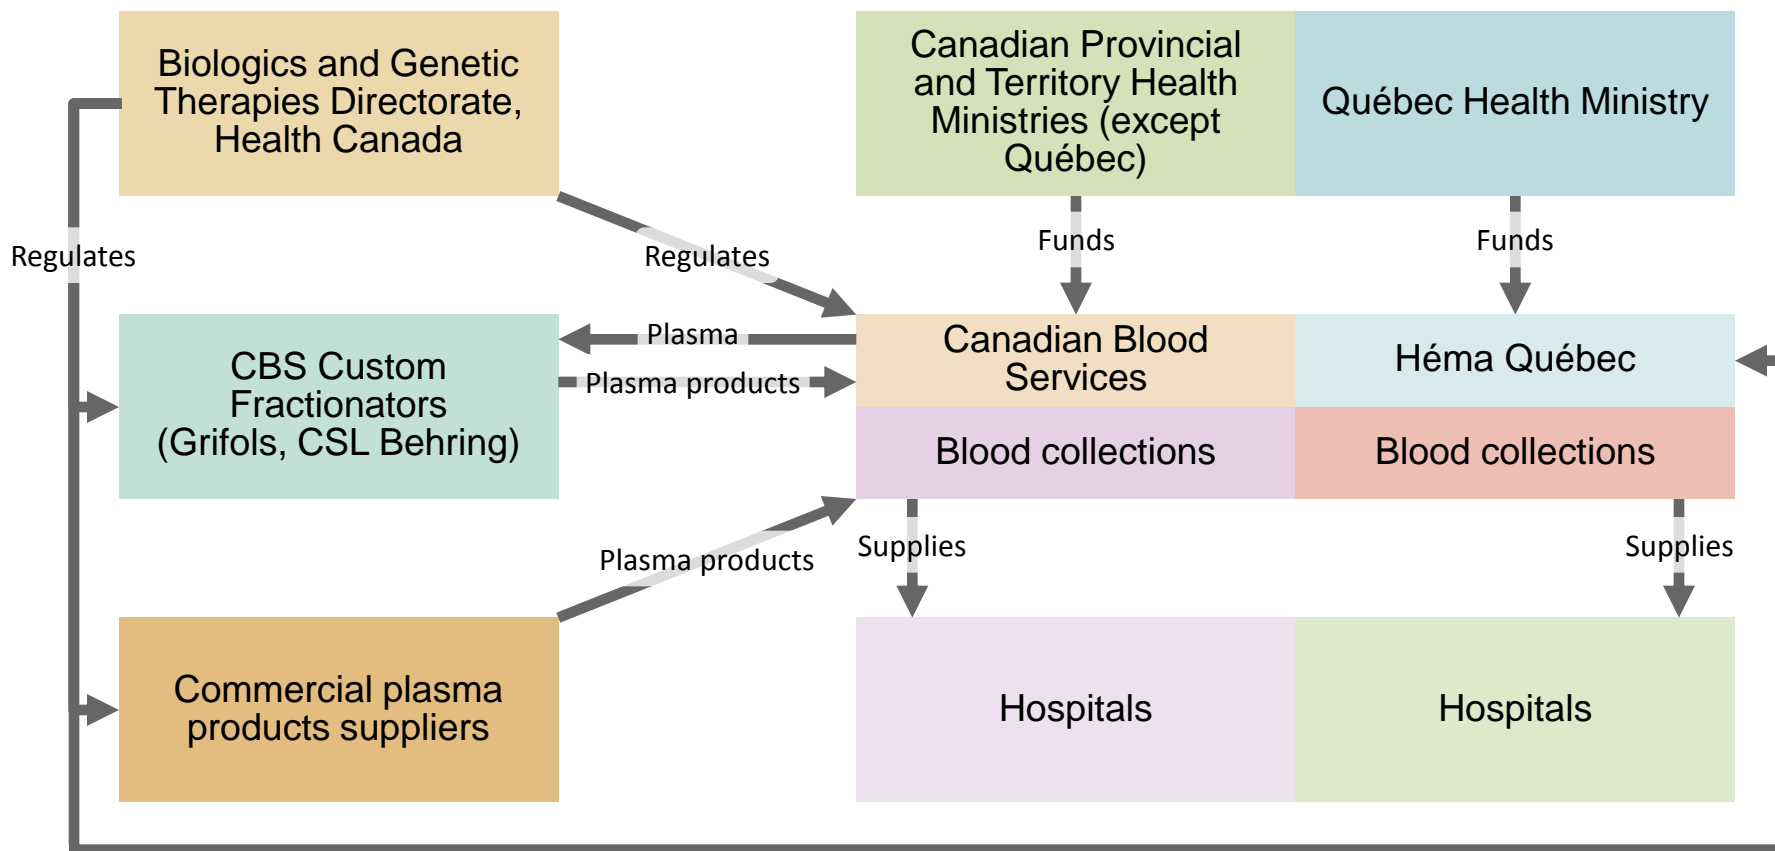 Biologics and Genetic
Therapies Directorate,
Health Canada
Canadian Provincial
and Territory Health
Ministries (except
Québec)
Québec Health Ministry
Regulates
Regulates
Funds
Funds
CBS Custom
Fractionators
(Grifols, CSL Behring)
Plasma
Plasma products
Canadian Blood
Services
Héma Québec
Blood collections
Blood collections
Plasma products
Supplies
Supplies
Commercial plasma
products suppliers
Hospitals
Hospitals